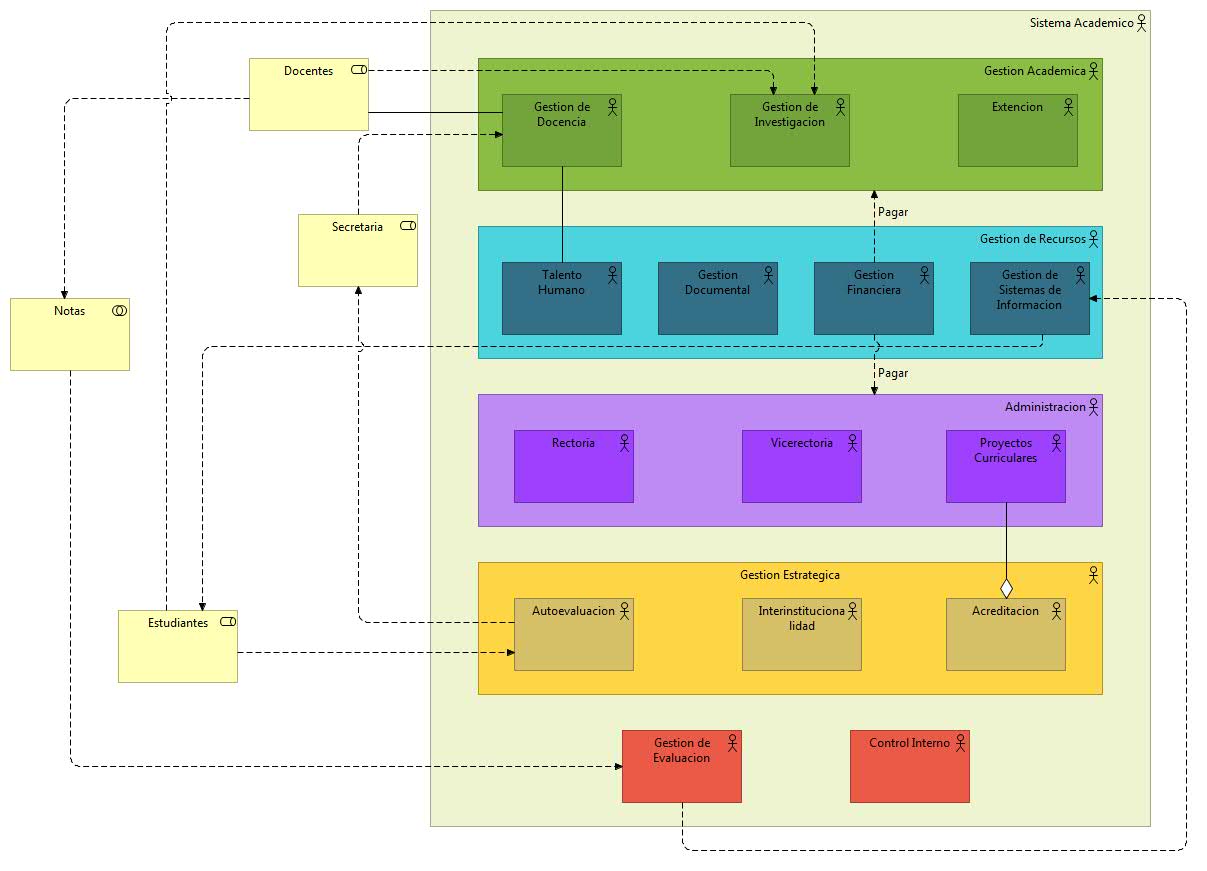 Sistema Academico
Docentes
Gestion Academica
Gestion de
Docencia
Gestion de
Investigacion
Extencion
Pagar
Secretaria
Gestion de Recursos
Talento
Humano
Gestion
Documental
Gestion
Financiera
Gestion de
Sistemas de
Informacion
Notas
Pagar
Administracion
Rectoria
Vicerectoria
Proyectos
Curriculares
Gestion Estrategica
Autoevaluacion
Interinstituciona
lidad
Acreditacion
Estudiantes
Gestion de
Evaluacion
Control Interno